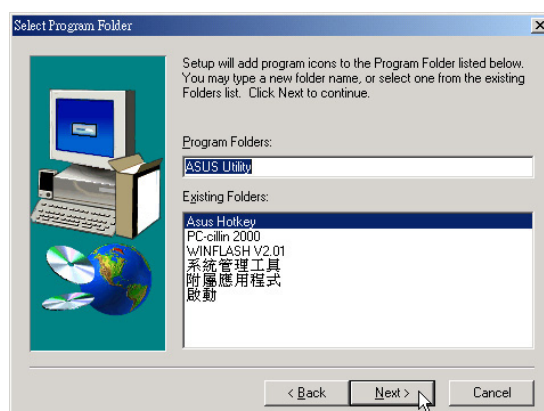 Select Program Folder
Setup will add program icons to the Program Folder listed below.
You may type a new folder name, or select one from the existing
Folders list. Click Next to continue.
Program Folders:
ASUS Utility
Existing Folders:
Asus Hotkey
PC-cillin 2000
WINFLASH V2.01
系統管理工具
附屬應用程式
啟動
< Back
Next >
Cancel